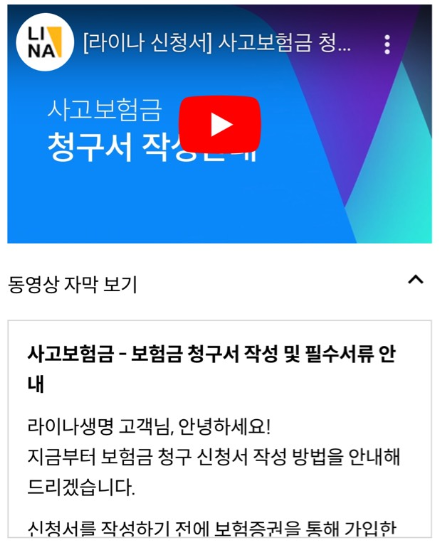 LI
NA
[라이나 신청서] 사고보험금 청...
사고보험금
청구서 작성안내
동영상 자막 보기
사고보험금 - 보험금 청구서 작성 및 필수서류 안
내
라이나생명 고객님, 안녕하세요!
지금부터 보험금 청구 신청서 작성 방법을 안내해
드리겠습니다.
신청서를 작성하기 전에 보험증권을 통해 가입한